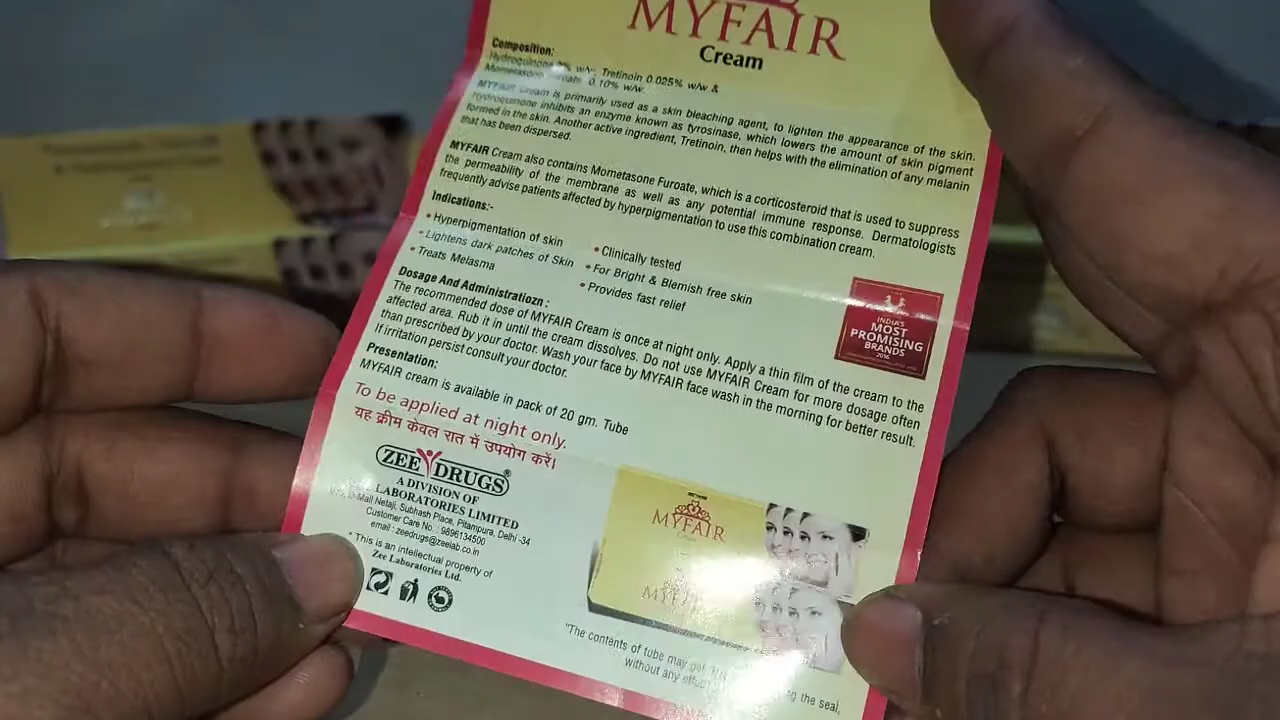 MYFAIR
Cream
Composition:
Hydroquinone w/w, Tretinoin 0.025% w/w &
Mometasone 0.10% w/w
MYFAIR Cream is primarily used as a skin bleaching agent, to lighten the appearance of the skin.
Hydroquinone inhibits an enzyme known as tyrosinase, which lowers the amount of skin pigment
formed in the skin. Another active ingredient, Tretinoin, then helps with the elimination of any melanin
that has been dispersed.
MYFAIR Cream also contains Mometasone Furoate, which is a corticosteroid that is used to suppress
the permeability of the membrane as well as any potential immune response. Dermatologists
frequently advise patients affected by hyperpigmentation to use this combination cream.
Indications:-
• Hyperpigmentation of skin
• Lightens dark patches of Skin
• Treats Melasma
• Clinically tested
• For Bright & Blemish free skin
• Provides fast relief
Dosage And Administratiozn :
The recommended dose of MYFAIR Cream is once at night only. Apply a thin film of the cream to the
affected area. Rub it in until the cream dissolves. Do not use MYFAIR Cream for more dosage often
than prescribed by your doctor. Wash your face by MYFAIR face wash in the morning for better result.
If irritation persist consult your doctor.
INDIA'S
MOST
PROMISING
BRANDS
2016
Presentation:
MYFAIR cream is available in pack of 20 gm. Tube
To be applied at night only.
यह क्रीम केवल रात में उपयोग करें।
ZEE DRUGS®
A DIVISION OF
LABORATORIES LIMITED
Mall Netaji, Subhash Place, Pitampura, Delhi -34
Customer Care No. : 9896134500
email : zeedrugs@zeelab.co.in
* This is an intellectual property of
Zee Laboratories Ltd.
MYFAIR
Cream
"The contents of tube may get the seal,
without any